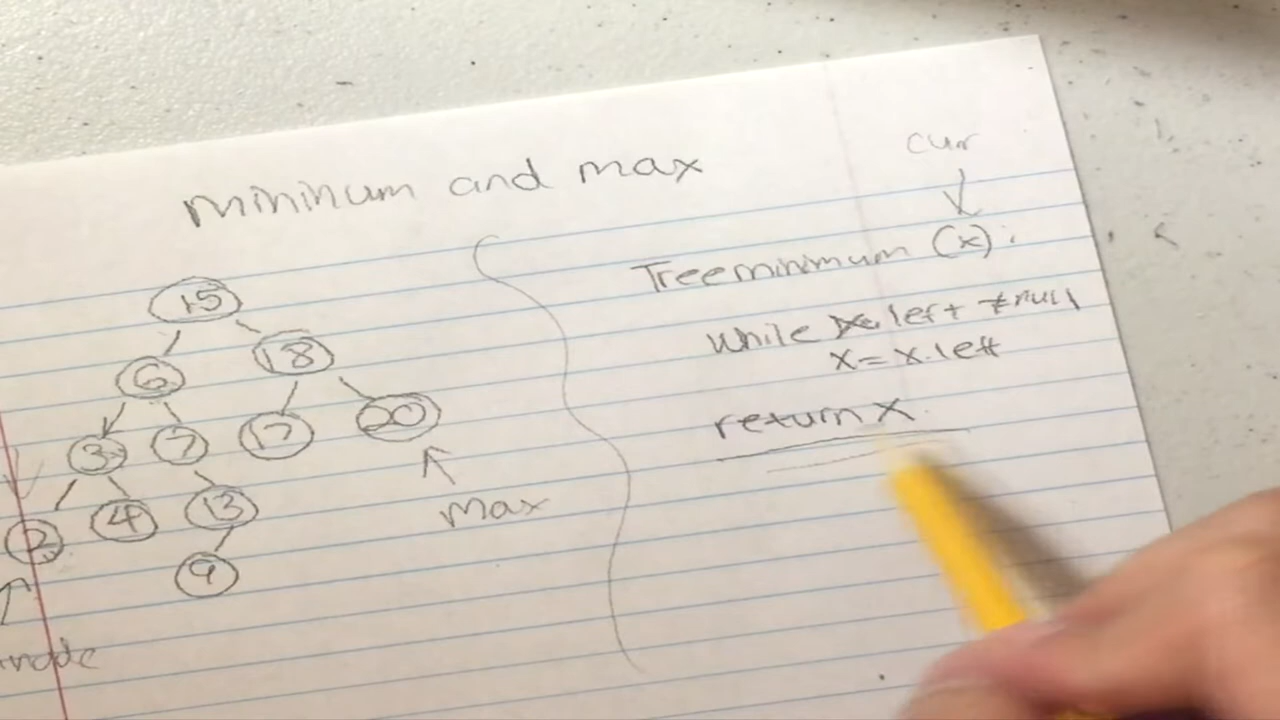 minimum and max
cur
Treeminimum (x):
while x.left ≠ null
x = x.left
return x
15
6 18
3 7 17 20
2 4 13
9
max
node